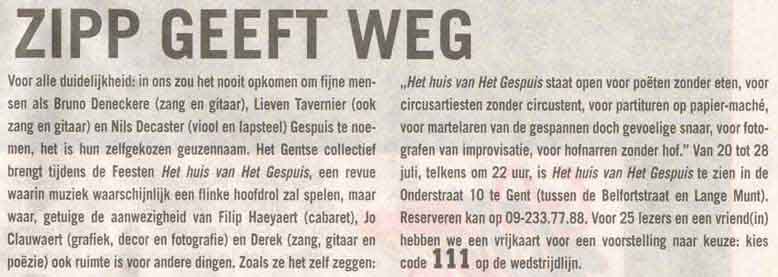 ZIPP GEEFT WEG
Voor alle duidelijkheid: in ons zou het nooit opkomen om fijne men-
sen als Bruno Deneckere (zang en gitaar), Lieven Tavernier (ook
zang en gitaar) en Nils Decaster (viool en lapsteel) Gespuis te noe-
men, het is hun zelfgekozen geuzennaam. Het Gentse collectief
brengt tijdens de Feesten Het huis van Het Gespuis, een revue
waarin muziek waarschijnlijk een flinke hoofdrol zal spelen, maar
waar, getuige de aanwezigheid van Filip Haeyaert (cabaret), Jo
Clauwaert (grafiek, decor en fotografie) en Derek (zang, gitaar en
poëzie) ook ruimte is voor andere dingen. Zoals ze het zelf zeggen:
„Het huis van Het Gespuis staat open voor poëten zonder eten, voor
circusartiesten zonder circustent, voor partituren op papier-maché,
voor martelaren van de gespannen doch gevoelige snaar, voor foto-
grafen van improvisatie, voor hofnarren zonder hof.” Van 20 tot 28
juli, telkens om 22 uur, is Het huis van Het Gespuis te zien in de
Onderstraat 10 te Gent (tussen de Belfortstraat en Lange Munt).
Reserveren kan op 09-233.77.88. Voor 25 lezers en een vriend(in)
hebben we een vrijkaart voor een voorstelling naar keuze: kies
code 111 op de wedstrijdlijn.